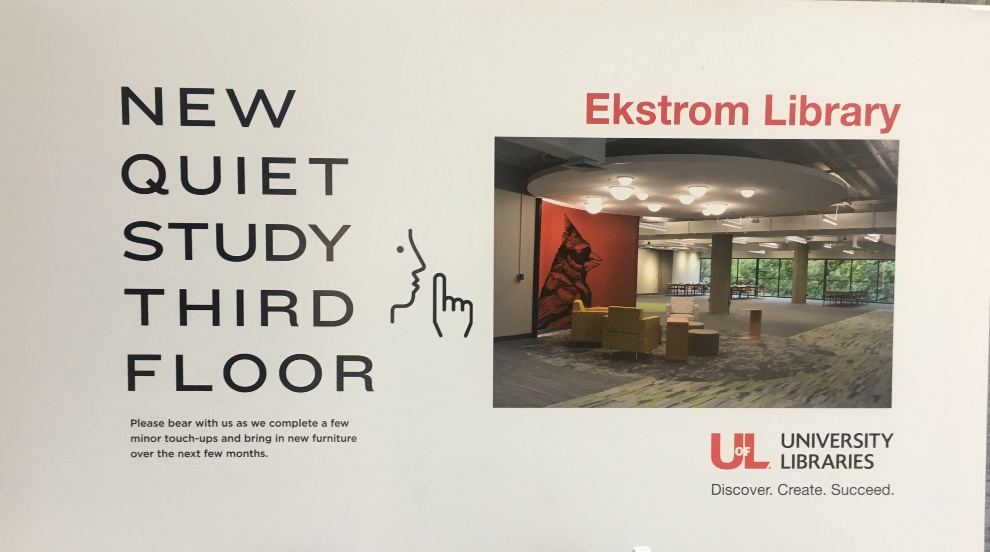 NEW
QUIET
STUDY
THIRD
FLOOR
Please bear with us as we complete a few
minor touch-ups and bring in new furniture
over the next few months.
Ekstrom Library
UOFL UNIVERSITY
LIBRARIES
Discover. Create. Succeed.